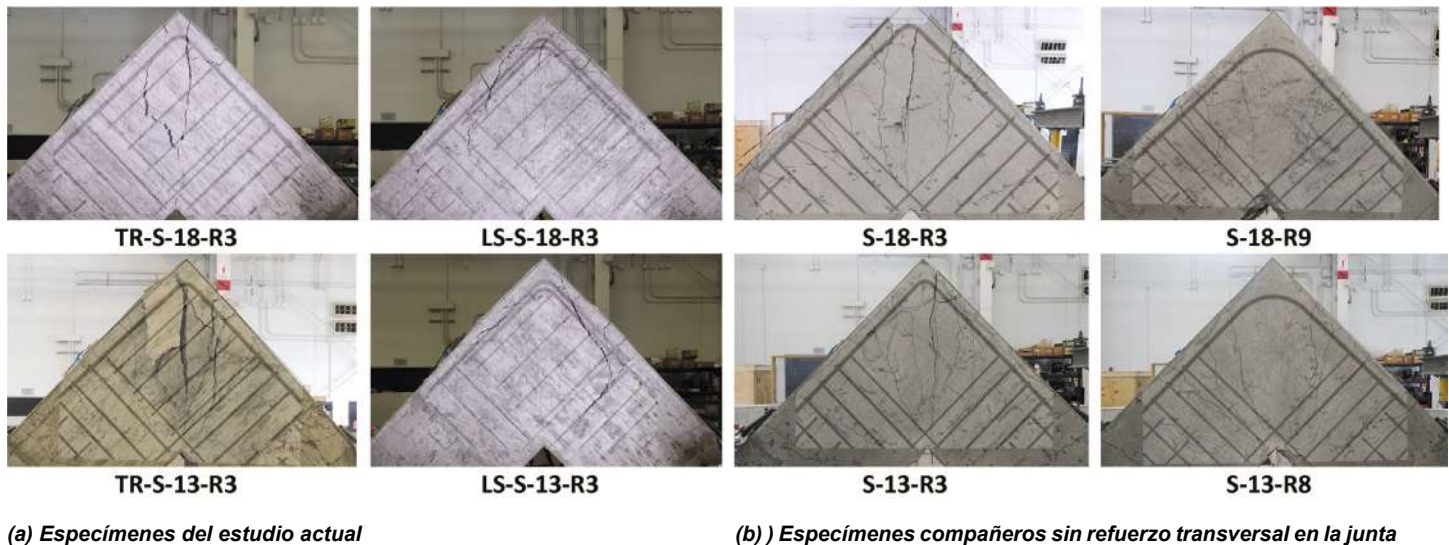 TR-S-18-R3
LS-S-18-R3
S-18-R3
S-18-R9
TR-S-13-R3
LS-S-13-R3
S-13-R3
S-13-R8
(a) Especímenes del estudio actual
(b) ) Especímenes compañeros sin refuerzo transversal en la junta